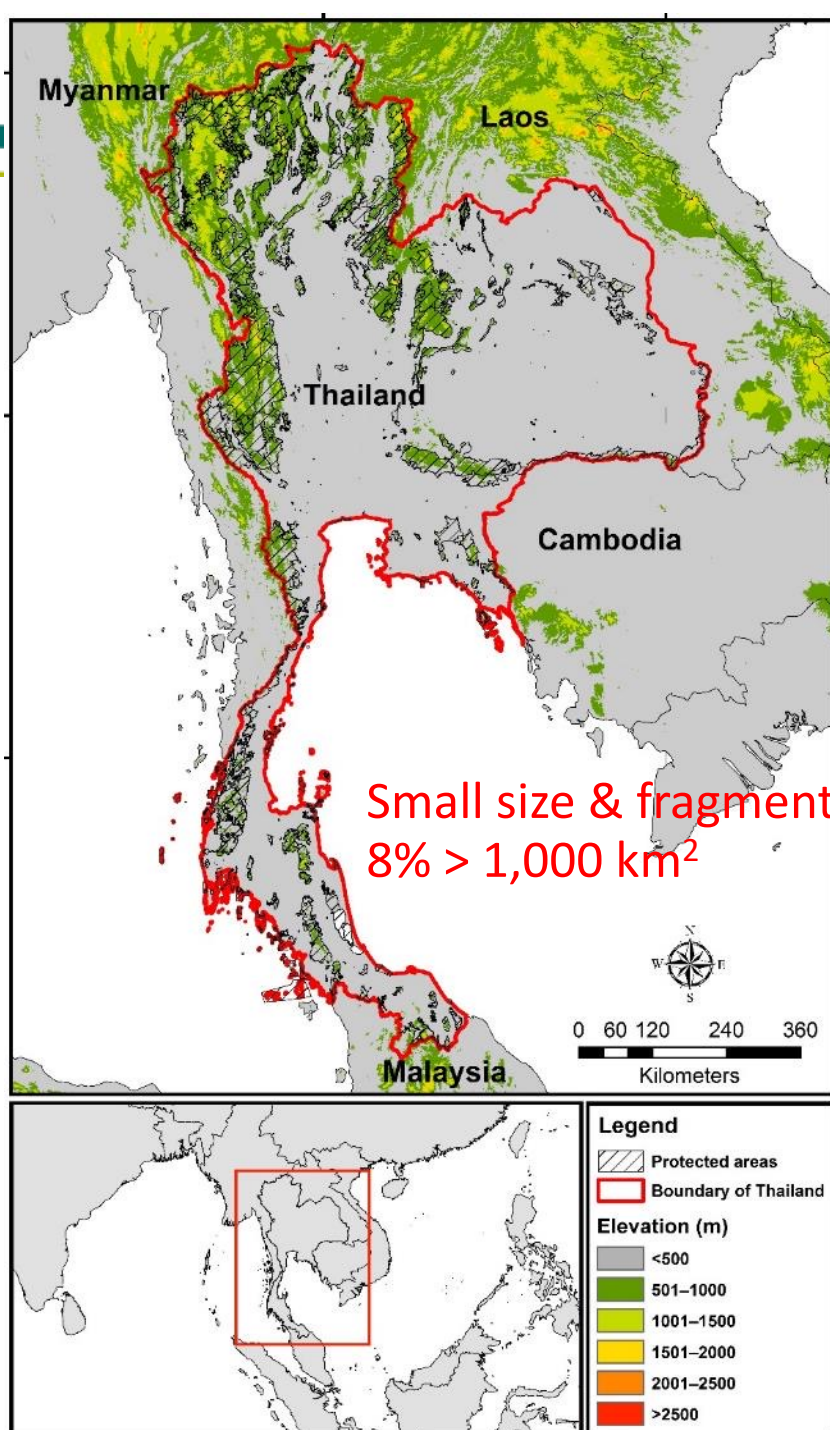 Myanmar
Laos
Thailand
Cambodia
Small size & fragment
8% > 1,000 km²
N
W E
S
0 60 120 240 360
Kilometers
Malaysia
Legend
Protected areas
Boundary of Thailand
Elevation (m)
<500
501–1000
1001–1500
1501–2000
2001–2500
>2500